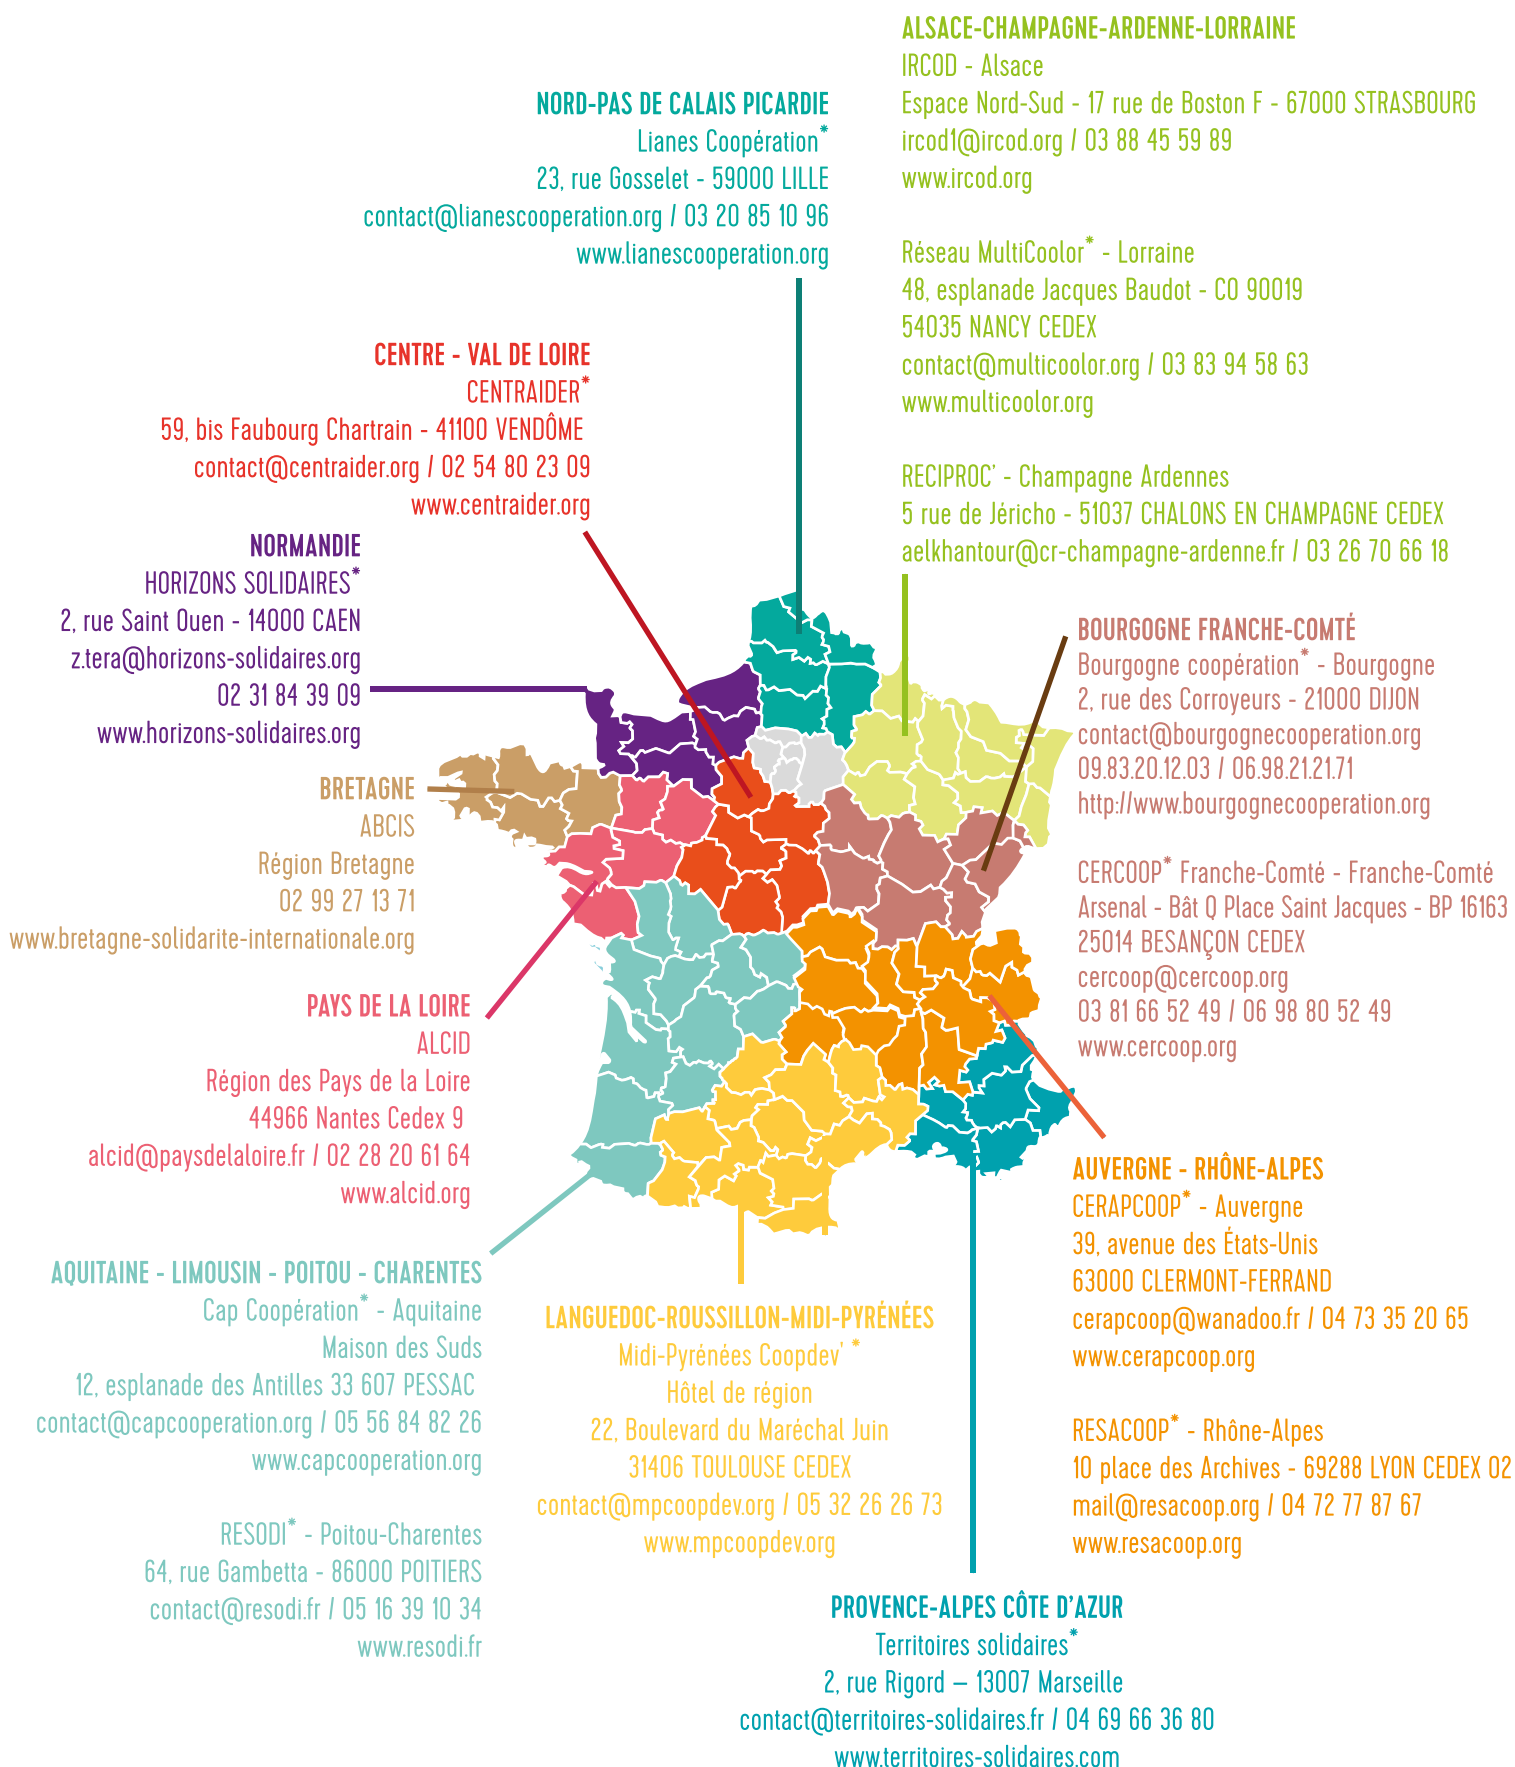 ALSACE-CHAMPAGNE-ARDENNE-LORRAINE
IRCOD - Alsace
Espace Nord-Sud - 17 rue de Boston F - 67000 STRASBOURG
ircod1@ircod.org / 03 88 45 59 89
www.ircod.org
Réseau MultiCoolor* - Lorraine
48, esplanade Jacques Baudot - CO 90019
54035 NANCY CEDEX
contact@multicoolor.org / 03 83 94 58 63
www.multicoolor.org
RECIPROC' - Champagne Ardennes
5 rue de Jéricho - 51037 CHALONS EN CHAMPAGNE CEDEX
aelkhantour@cr-champagne-ardenne.fr / 03 26 70 66 18
NORD-PAS DE CALAIS PICARDIE
Lianes Coopération*
23, rue Gosselet - 59000 LILLE
contact@lianescooperation.org / 03 20 85 10 96
www.lianescooperation.org
CENTRE - VAL DE LOIRE
CENTRAIDER*
59, bis Faubourg Chartrain - 41100 VENDÔME
contact@centraider.org / 02 54 80 23 09
www.centraider.org
NORMANDIE
HORIZONS SOLIDAIRES*
2, rue Saint Ouen - 14000 CAEN
z.tera@horizons-solidaires.org
02 31 84 39 09
www.horizons-solidaires.org
BOURGOGNE FRANCHE-COMTÉ
Bourgogne coopération* - Bourgogne
2, rue des Corroyeurs - 21000 DIJON
contact@bourgognecooperation.org
09.83.20.12.03 / 06.98.21.21.71
http://www.bourgognecooperation.org
CERCOOP* Franche-Comté - Franche-Comté
Arsenal - Bât Q Place Saint Jacques - BP 16163
25014 BESANÇON CEDEX
cercoop@cercoop.org
03 81 66 52 49 / 06 98 80 52 49
www.cercoop.org
BRETAGNE
ABCIS
Région Bretagne
02 99 27 13 71
www.bretagne-solidarite-internationale.org
PAYS DE LA LOIRE
ALCID
Région des Pays de la Loire
44966 Nantes Cedex 9
alcid@paysdelaloire.fr / 02 28 20 61 64
www.alcid.org
AUVERGNE - RHÔNE-ALPES
CERAPCOOP* - Auvergne
39, avenue des États-Unis
63000 CLERMONT-FERRAND
cerapcoop@wanadoo.fr / 04 73 35 20 65
www.cerapcoop.org
RESACOOP* - Rhône-Alpes
10 place des Archives - 69288 LYON CEDEX 02
mail@resacoop.org / 04 72 77 87 67
www.resacoop.org
AQUITAINE - LIMOUSIN - POITOU - CHARENTES
Cap Coopération* - Aquitaine
Maison des Suds
12, esplanade des Antilles 33 607 PESSAC
contact@capcooperation.org / 05 56 84 82 26
www.capcooperation.org
RESODI* - Poitou-Charentes
64, rue Gambetta - 86000 POITIERS
contact@resodi.fr / 05 16 39 10 34
www.resodi.fr
LANGUEDOC-ROUSSILLON-MIDI-PYRÉNÉES
Midi-Pyrénées Coopdev' *
Hôtel de région
22, Boulevard du Maréchal Juin
31406 TOULOUSE CEDEX
contact@mpcoopdev.org / 05 32 26 26 73
www.mpcoopdev.org
PROVENCE-ALPES CÔTE D'AZUR
Territoires solidaires*
2, rue Rigord – 13007 Marseille
contact@territoires-solidaires.fr / 04 69 66 36 80
www.territoires-solidaires.com